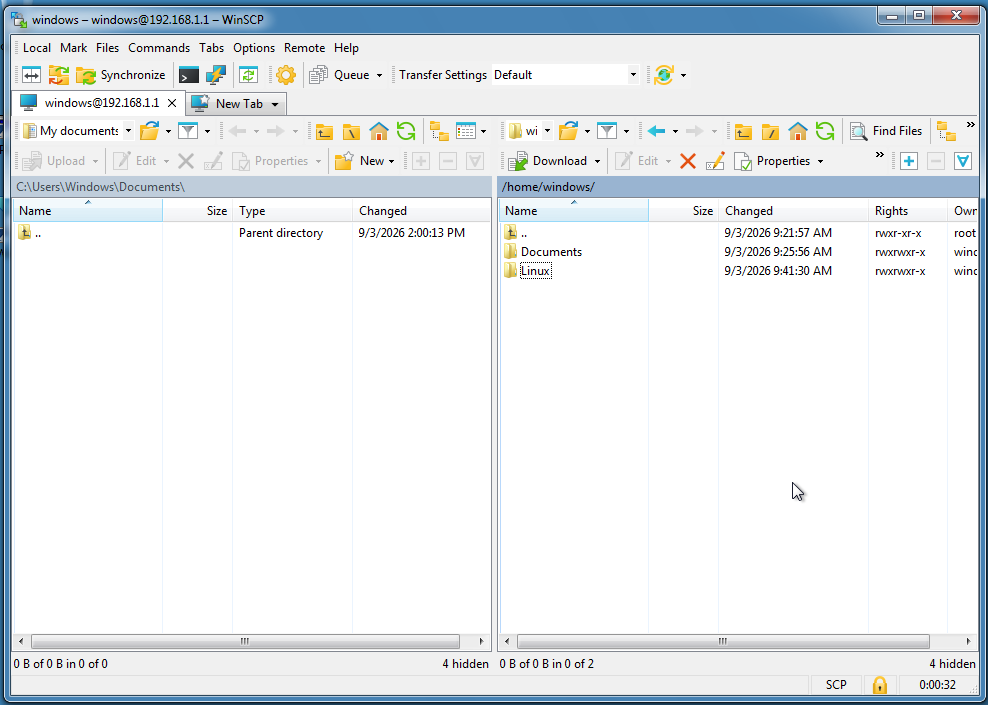 windows – windows@192.168.1.1 – WinSCP
Local Mark Files Commands Tabs Options Remote Help
Synchronize Queue Transfer Settings Default
windows@192.168.1.1 New Tab
My document wi Find Files
Upload Edit Properties New Download Edit Properties
C:\Users\Windows\Documents\ /home/windows/
Name Size Type Changed Name Size Changed Rights Own
.. Parent directory 9/3/2026 2:00:13 PM .. 9/3/2026 9:21:57 AM rwxr-xr-x root
Documents 9/3/2026 9:25:56 AM rwxrwxr-x wind
Linux 9/3/2026 9:41:30 AM rwxrwxr-x wind
0 B of 0 B in 0 of 0 4 hidden 0 B of 0 B in 0 of 2 4 hidden
SCP 0:00:32